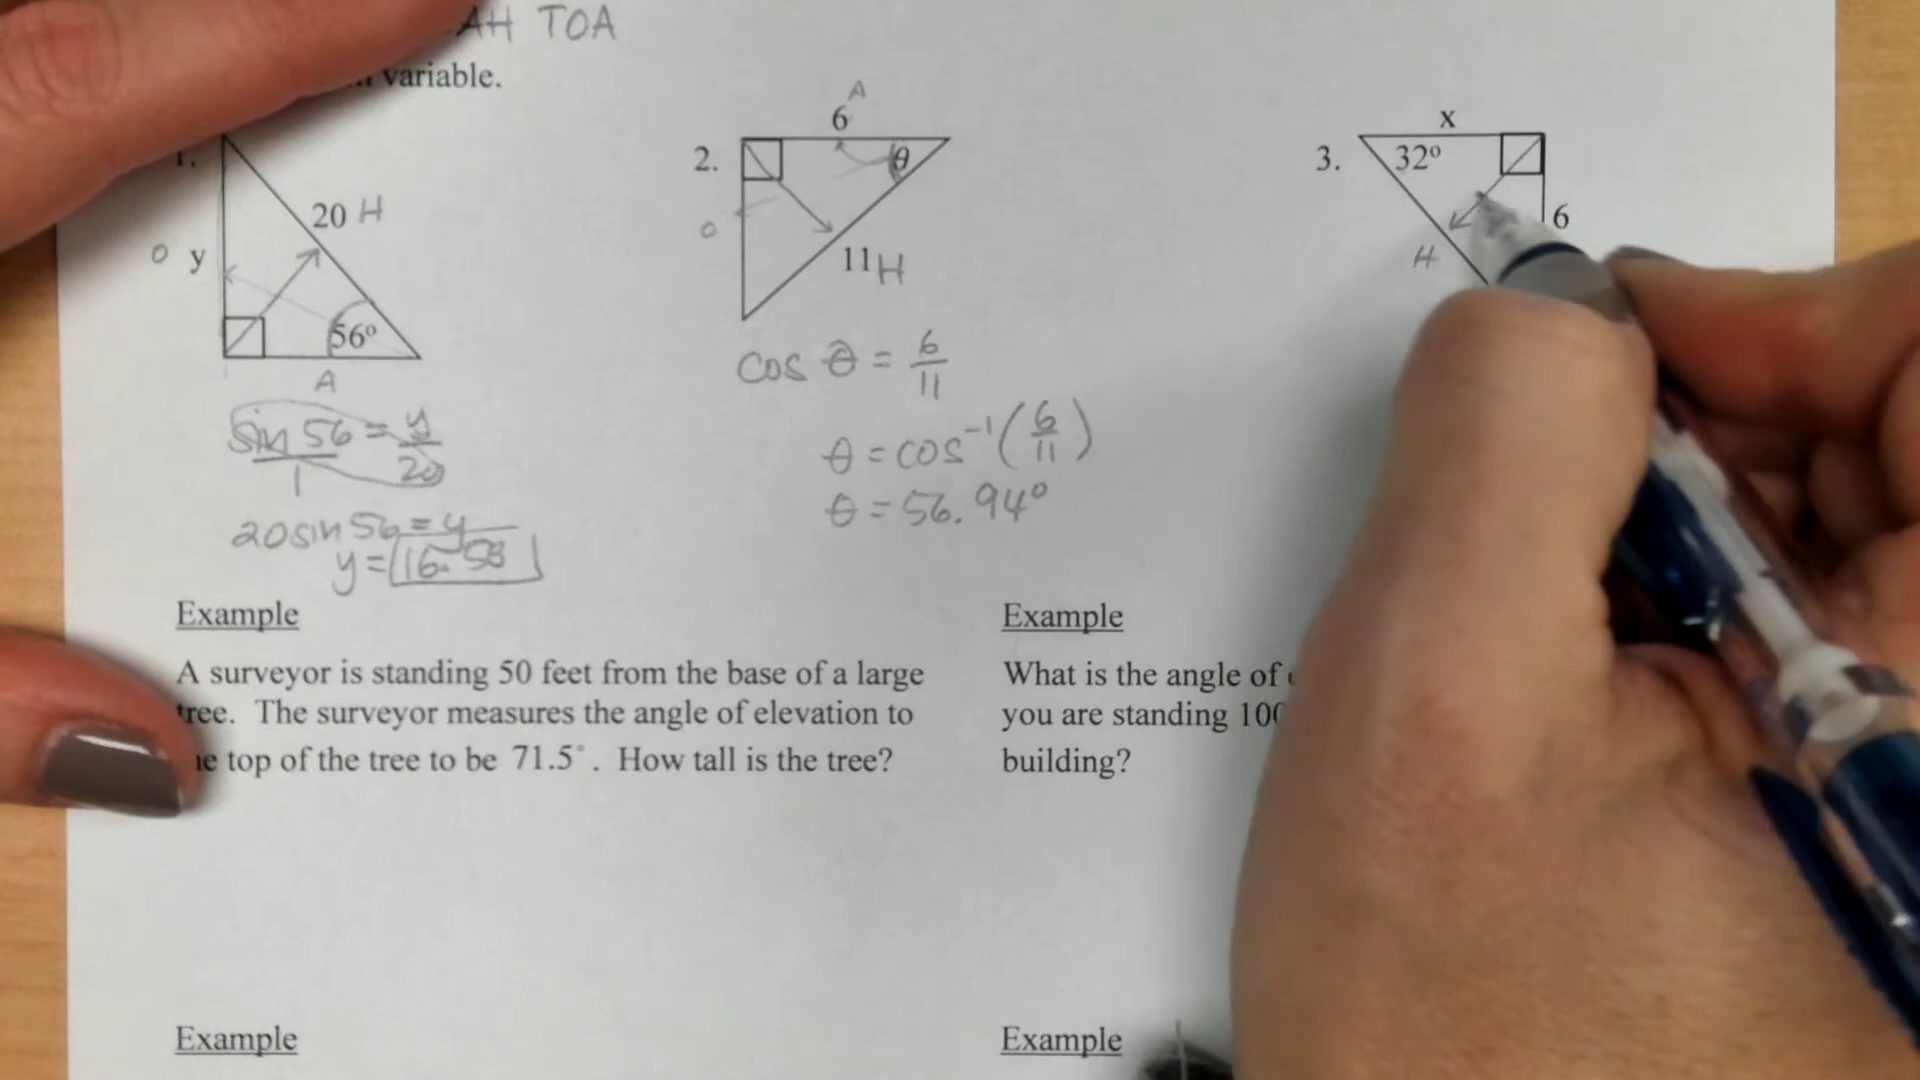 AH TOA
variable.
1.
20 H
O y
56°
A
sin 56 = y
1 20
20 sin 56 = y
y = 16.58
2.
A
6
θ
O
11 H
cos θ = 6
11
θ = cos⁻¹ ( 6 )
11
θ = 56.94°
3.
x
32°
6
H
Example
A surveyor is standing 50 feet from the base of a large
tree. The surveyor measures the angle of elevation to
top of the tree to be 71.5°. How tall is the tree?
Example
What is the angle of
you are standing 100
building?
Example
Example